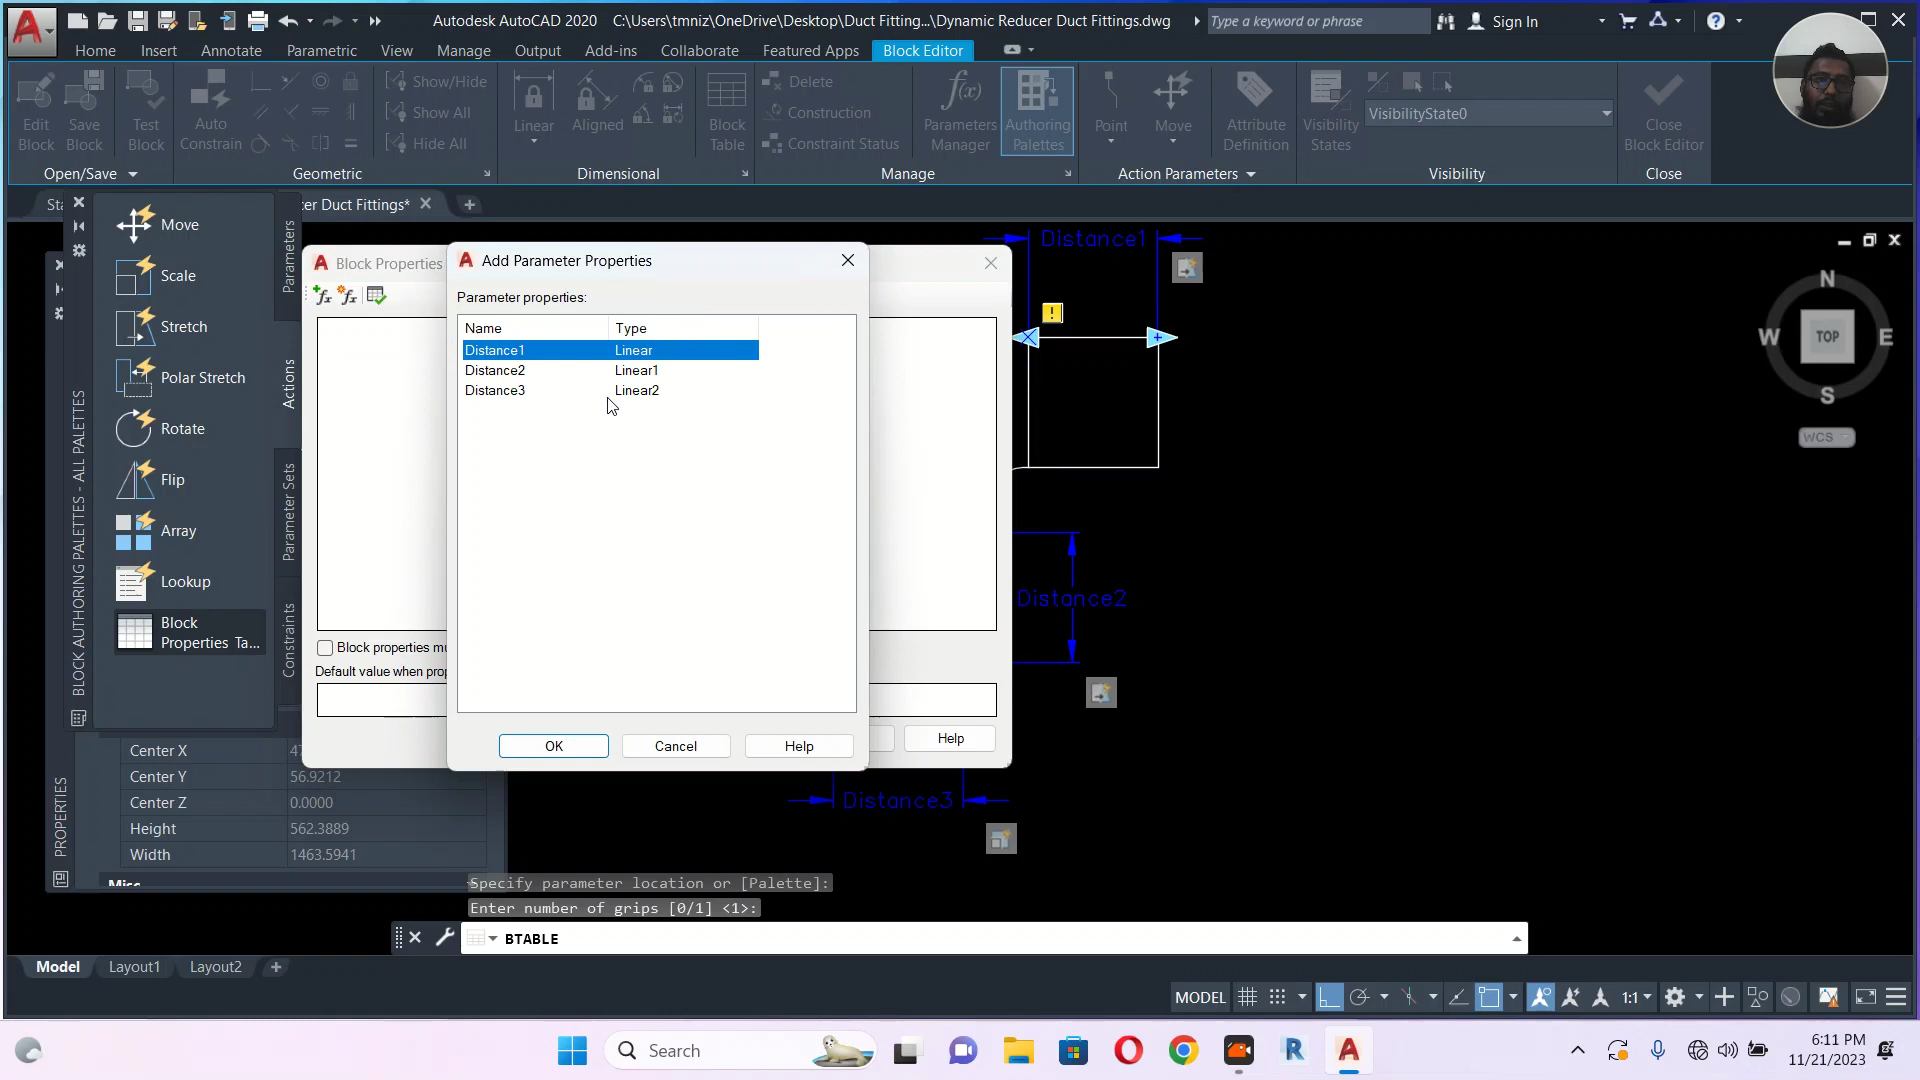 Autodesk AutoCAD 2020   C:\Users\tmniz\OneDrive\Desktop\Duct Fitting...\Dynamic Reducer Duct Fittings.dwg
Type a keyword or phrase
Sign In
Home Insert Annotate Parametric View Manage Output Add-ins Collaborate Featured Apps Block Editor
Edit Block
Save Block
Test Block
Auto Constrain
Show/Hide
Show All
Hide All
Linear
Aligned
Block Table
Delete
Construction
Constraint Status
Parameters Manager
Authoring Palettes
Point
Move
Attribute Definition
Visibility States
VisibilityState0
Close Block Editor
Open/Save Geometric Dimensional Manage Action Parameters Visibility Close
Sta
cer Duct Fittings*
Move
Scale
Stretch
Polar Stretch
Rotate
Flip
Array
Lookup
Block Properties Ta...
Parameters
Actions
Parameter Sets
Constraints
BLOCK AUTHORING PALETTES - ALL PALETTES
Block Properties
Block properties mu
Default value when prop
Help
Add Parameter Properties
Parameter properties:
Name Type
Distance1 Linear
Distance2 Linear1
Distance3 Linear2
OK Cancel Help
Distance1
!
Distance2
Distance3
N
W TOP E
S
WCS
PROPERTIES
Center X 47
Center Y 56.9212
Center Z 0.0000
Height 562.3889
Width 1463.5941
Misc
Specify parameter location or [Palette]:
Enter number of grips [0/1] <1>:
BTABLE
Model Layout1 Layout2
MODEL
1:1
Search
R
A
6:11 PM
11/21/2023